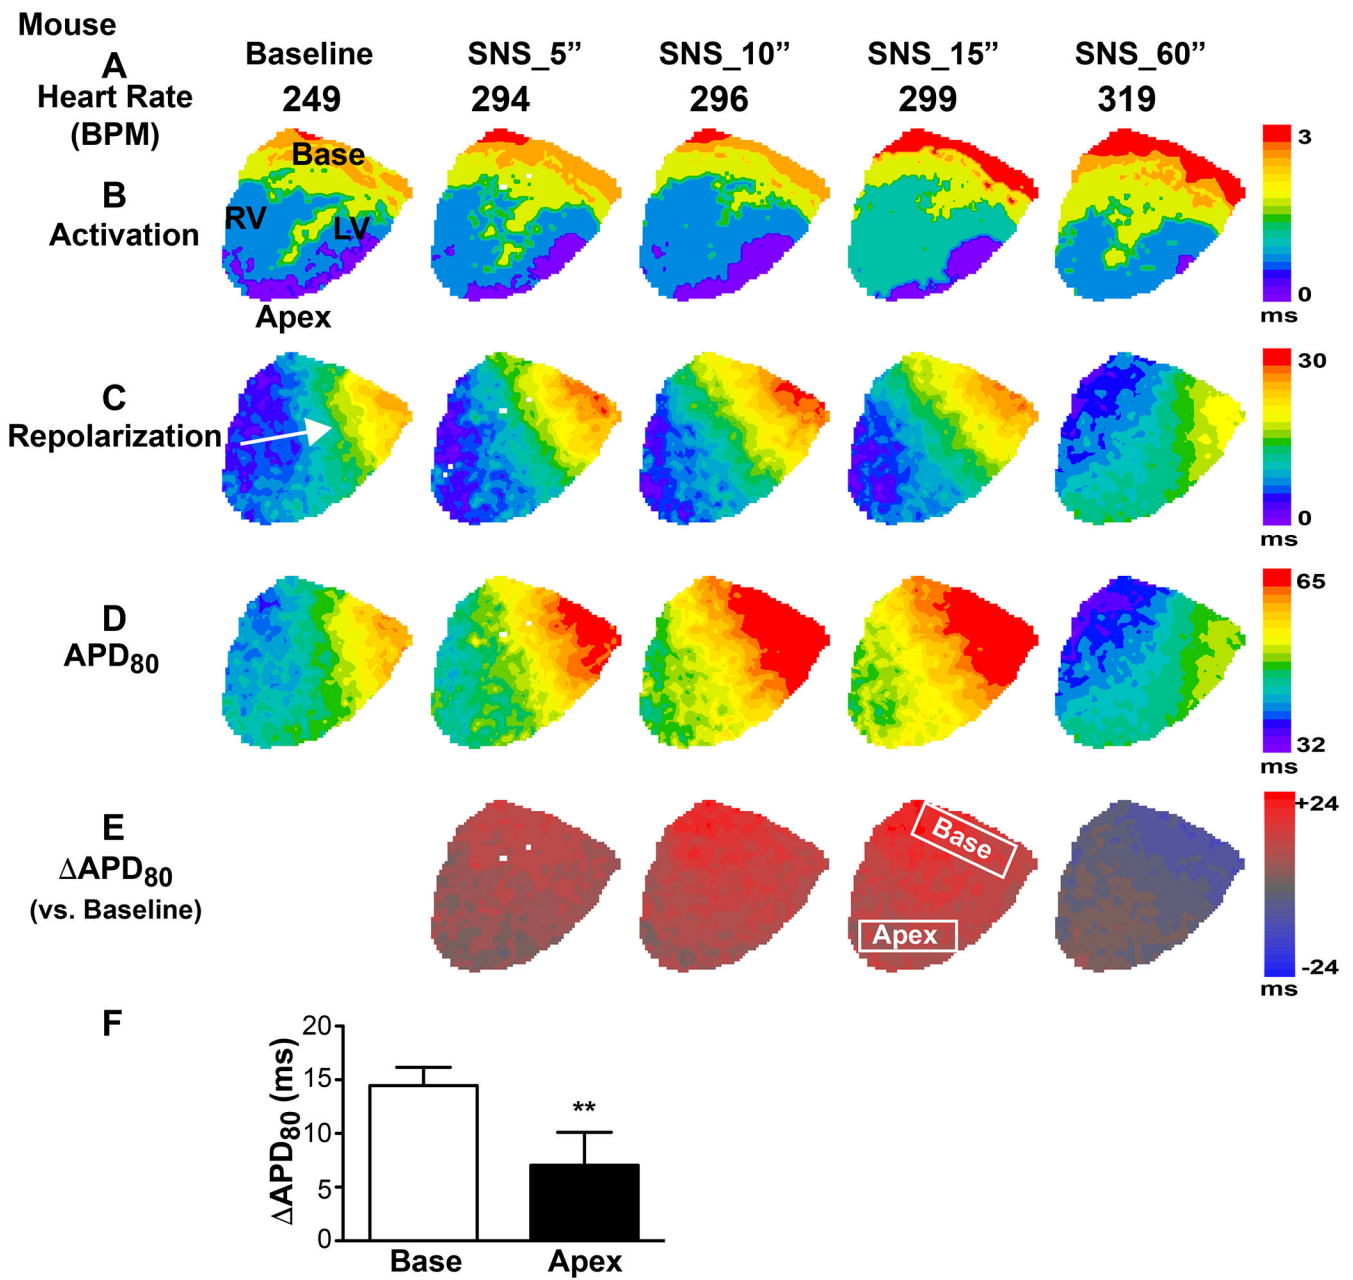 Mouse
A
Baseline SNS_5” SNS_10” SNS_15” SNS_60”
Heart Rate
(BPM)
249 294 296 299 319
B
Activation
Base
RV
LV
Apex
3
0
ms
C
Repolarization
30
0
ms
D
APD80
65
32
ms
E
ΔAPD80
(vs. Baseline)
Base
Apex
+24
-24
ms
F
ΔAPD80 (ms)
20
15
10
5
0
**
Base Apex